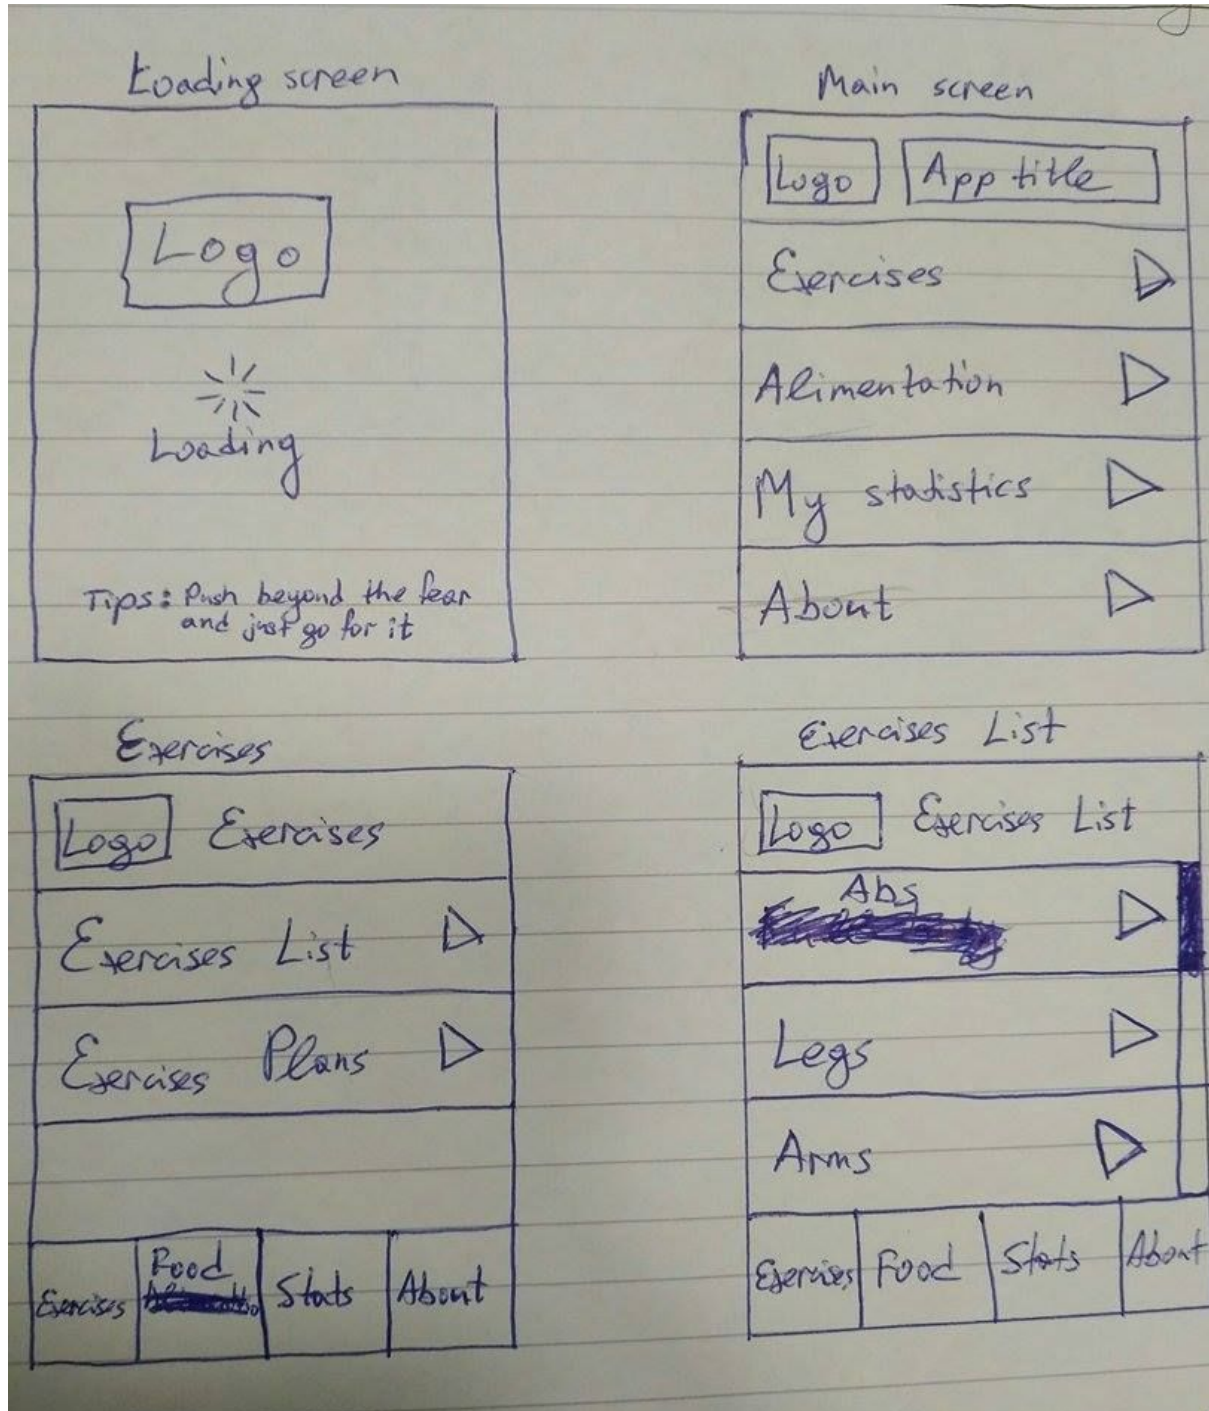 Loading screen
Logo
Loading
Tips: Push beyond the fear
and just go for it
Main screen
Logo App title
Exercises
Alimentation
My statistics
About
Exercises
Logo Exercises
Exercises List
Exercises Plans
Exercises Food Stats About
Exercises List
Logo Exercises List
Abs
Legs
Arms
Exercises Food Stats About